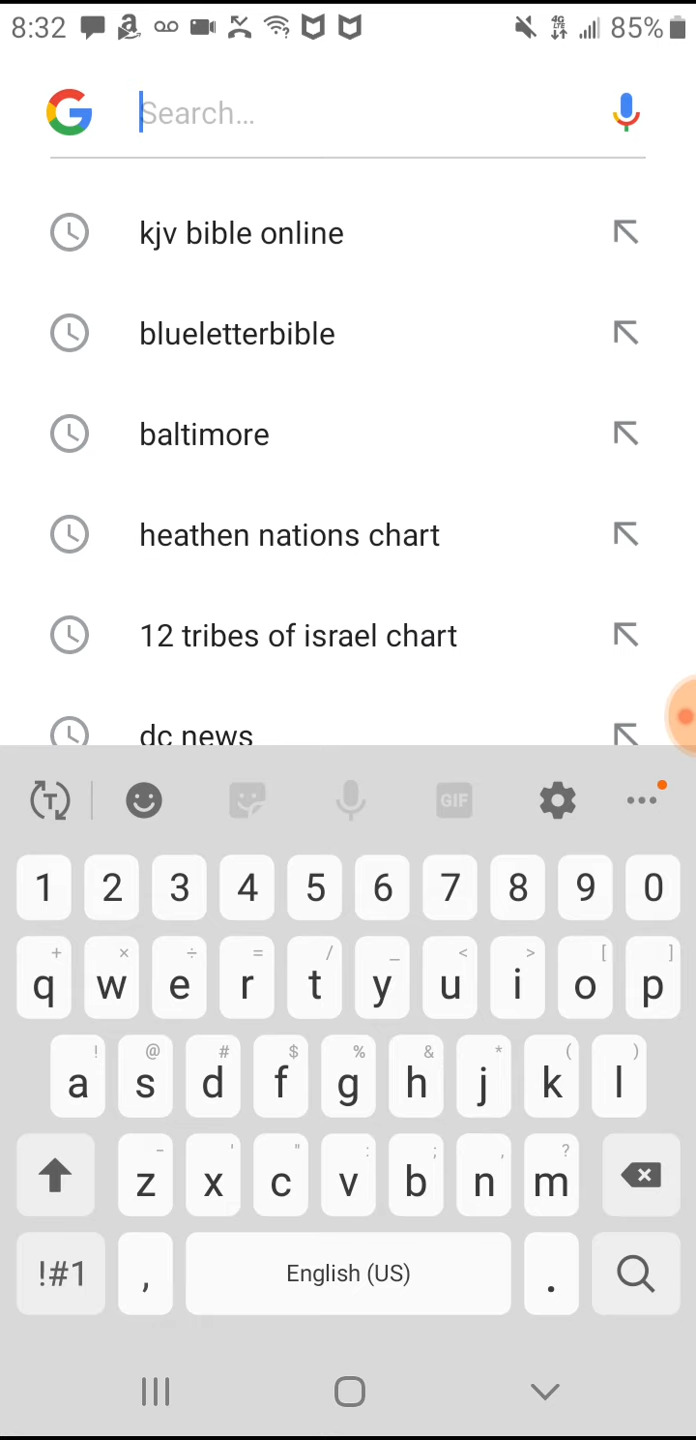 8:32 85%
Search...
kjv bible online
blueletterbible
baltimore
heathen nations chart
12 tribes of israel chart
dc news
T GIF
1 2 3 4 5 6 7 8 9 0
+ × ÷ = / _ < > [ ]
q w e r t y u i o p
! @ # $ % & * ( )
a s d f g h j k l
- ' " : ; , ?
z x c v b n m
!#1 , English (US) .